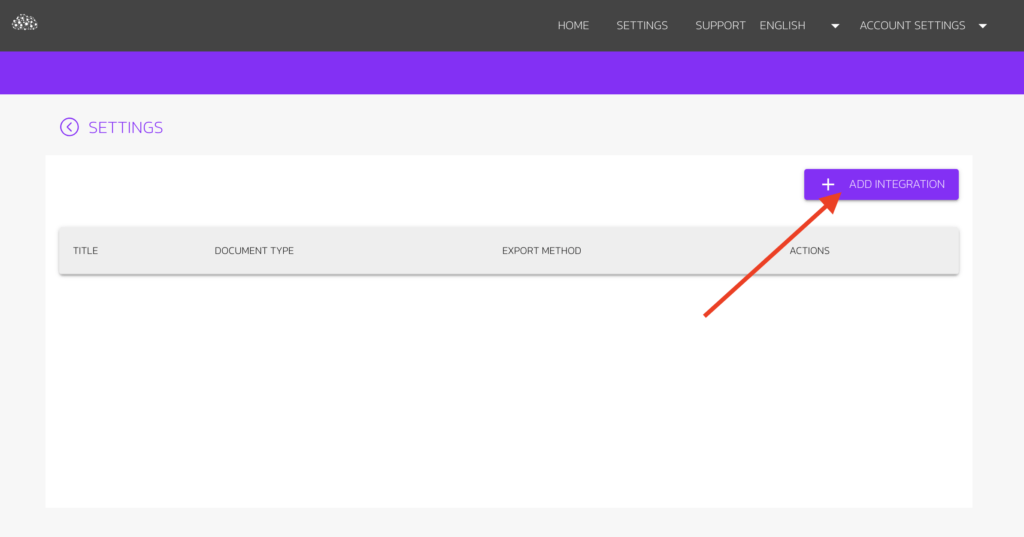 HOME SETTINGS SUPPORT ENGLISH ACCOUNT SETTINGS
SETTINGS
ADD INTEGRATION
TITLE DOCUMENT TYPE EXPORT METHOD ACTIONS